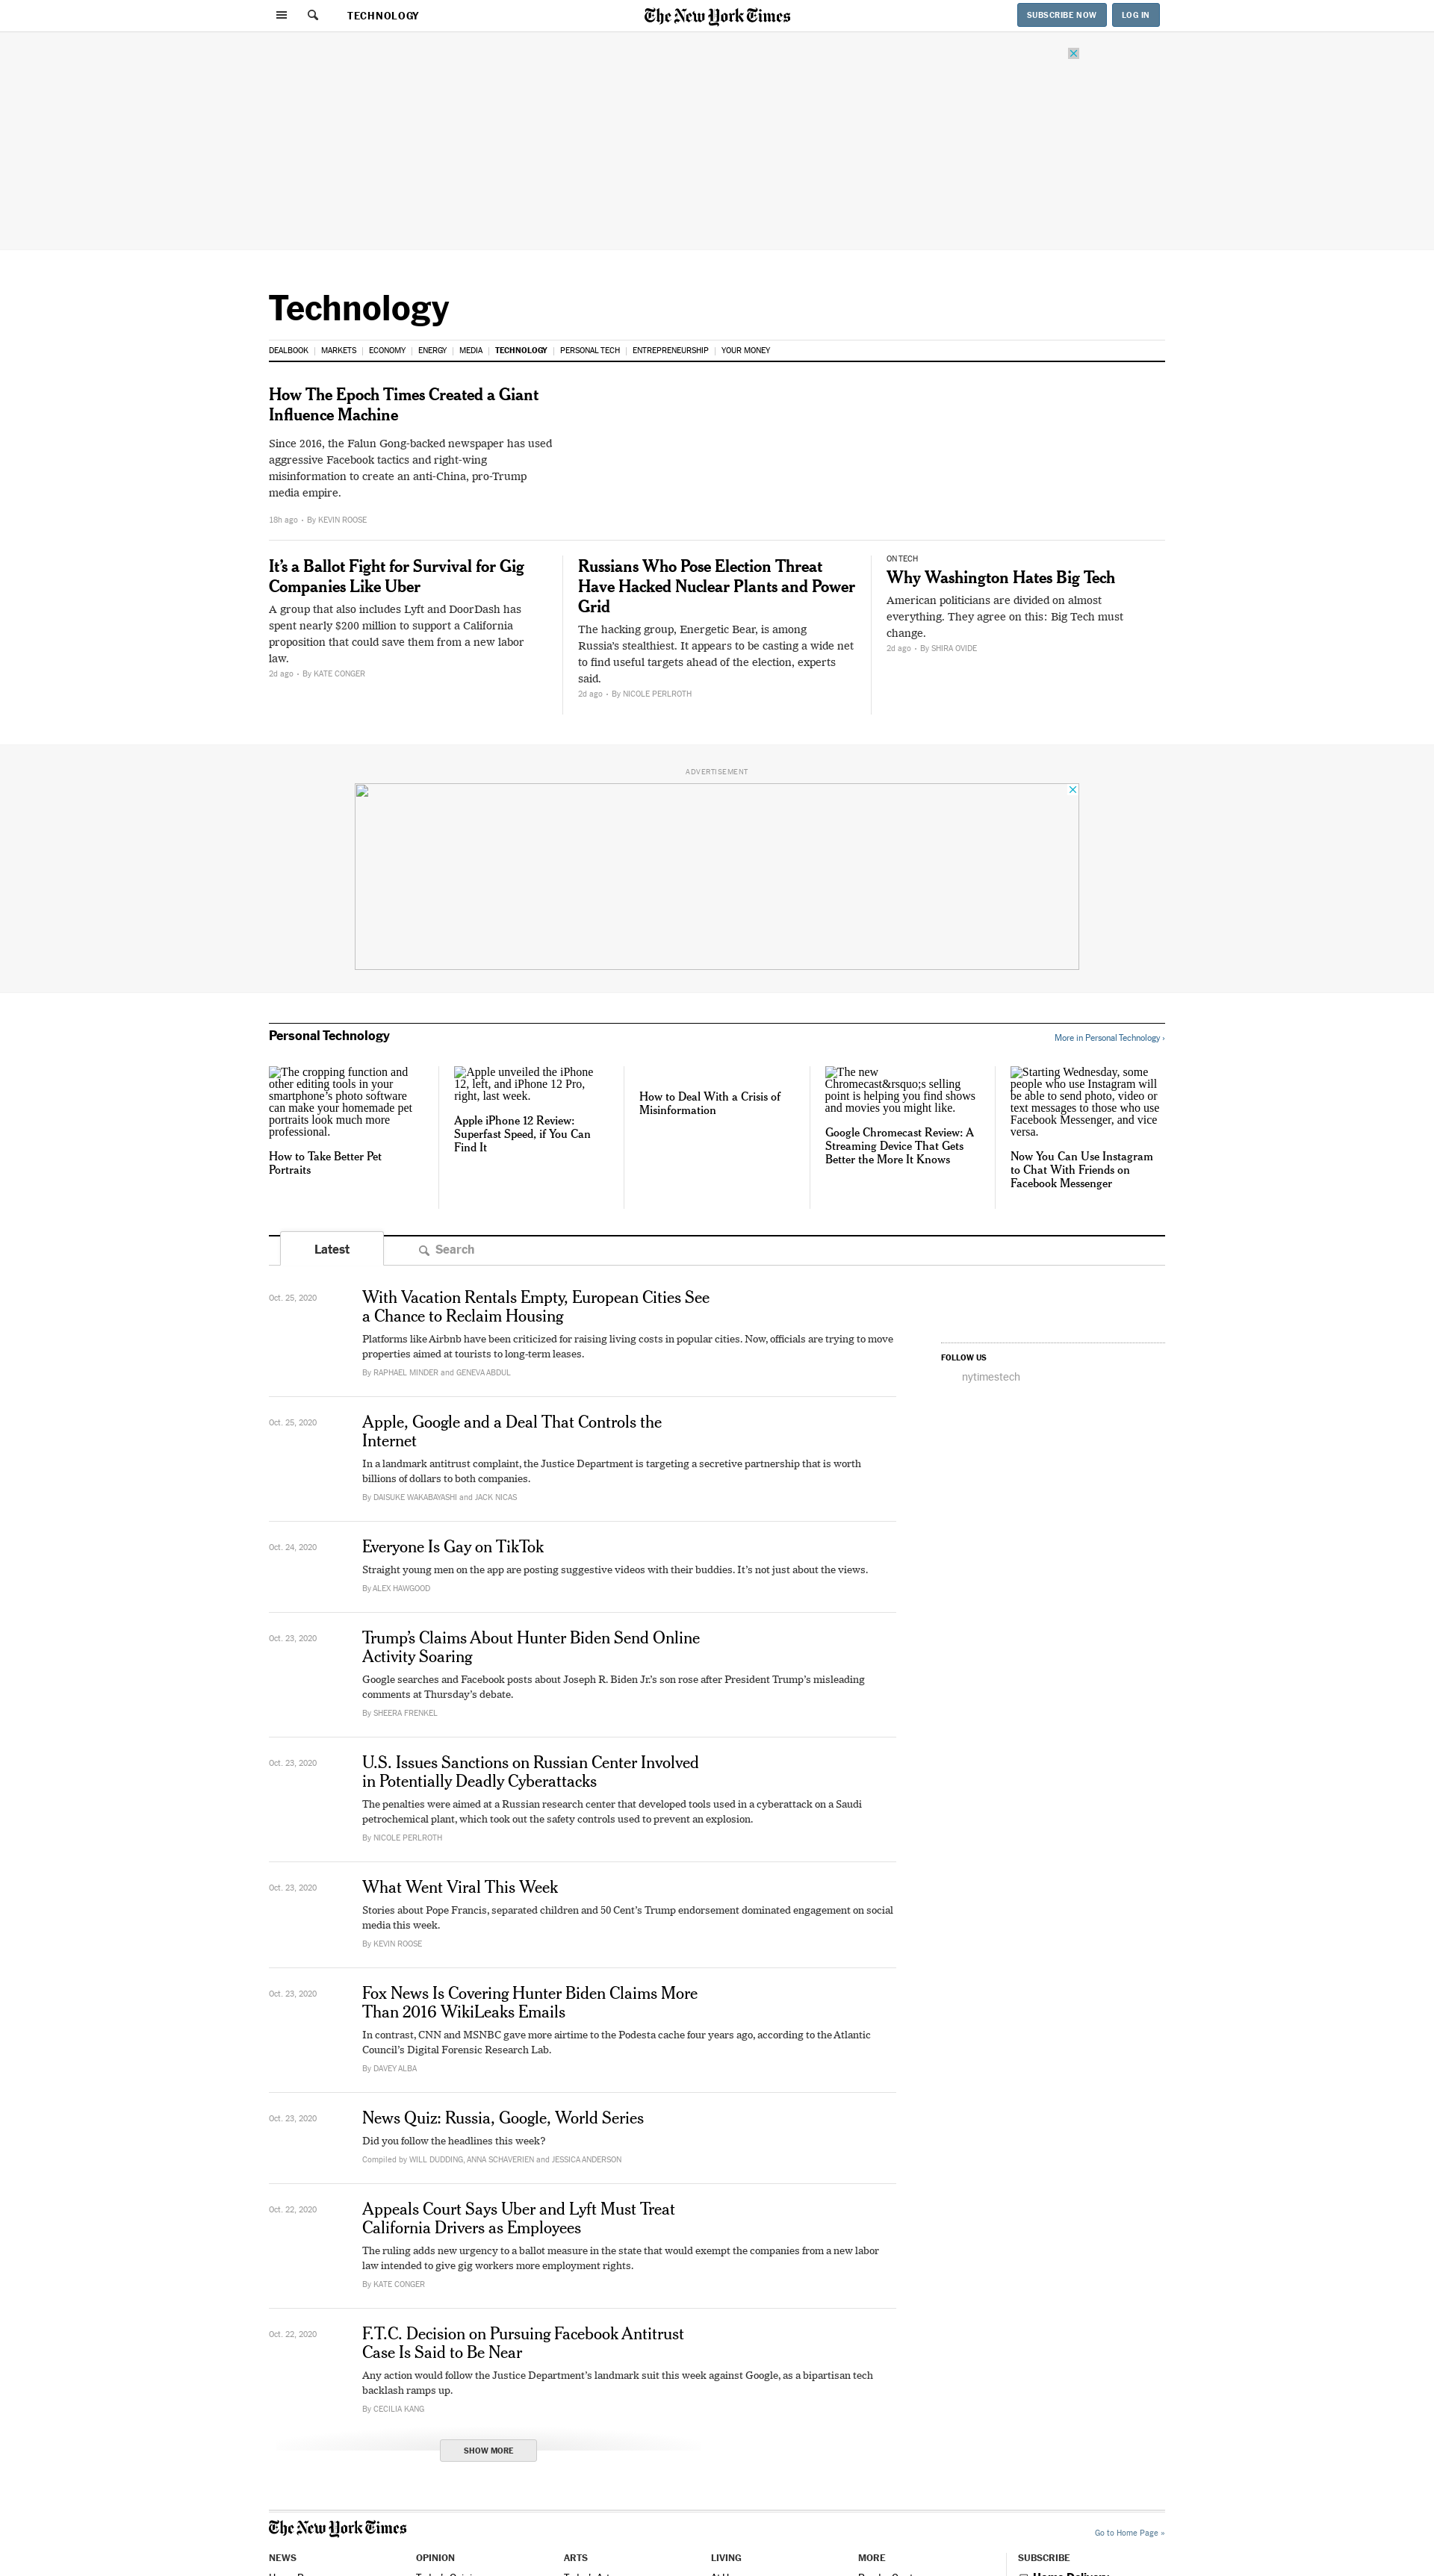 TECHNOLOGY
The New York Times
SUBSCRIBE NOW
LOG IN
Technology
DEALBOOK | MARKETS | ECONOMY | ENERGY | MEDIA | TECHNOLOGY | PERSONAL TECH | ENTREPRENEURSHIP | YOUR MONEY
How The Epoch Times Created a Giant
Influence Machine
Since 2016, the Falun Gong-backed newspaper has used
aggressive Facebook tactics and right-wing
misinformation to create an anti-China, pro-Trump
media empire.
18h ago • By KEVIN ROOSE
It’s a Ballot Fight for Survival for Gig
Companies Like Uber
A group that also includes Lyft and DoorDash has
spent nearly $200 million to support a California
proposition that could save them from a new labor
law.
2d ago • By KATE CONGER
Russians Who Pose Election Threat
Have Hacked Nuclear Plants and Power
Grid
The hacking group, Energetic Bear, is among
Russia’s stealthiest. It appears to be casting a wide net
to find useful targets ahead of the election, experts
said.
2d ago • By NICOLE PERLROTH
ON TECH
Why Washington Hates Big Tech
American politicians are divided on almost
everything. They agree on this: Big Tech must
change.
2d ago • By SHIRA OVIDE
ADVERTISEMENT
Personal Technology
More in Personal Technology ›
The cropping function and
other editing tools in your
smartphone’s photo software
can make your homemade pet
portraits look much more
professional.
How to Take Better Pet
Portraits
Apple unveiled the iPhone
12, left, and iPhone 12 Pro,
right, last week.
Apple iPhone 12 Review:
Superfast Speed, if You Can
Find It
How to Deal With a Crisis of
Misinformation
The new
Chromecast&rsquo;s selling
point is helping you find shows
and movies you might like.
Google Chromecast Review: A
Streaming Device That Gets
Better the More It Knows
Starting Wednesday, some
people who use Instagram will
be able to send photo, video or
text messages to those who use
Facebook Messenger, and vice
versa.
Now You Can Use Instagram
to Chat With Friends on
Facebook Messenger
Latest
Search
Oct. 25, 2020
With Vacation Rentals Empty, European Cities See
a Chance to Reclaim Housing
Platforms like Airbnb have been criticized for raising living costs in popular cities. Now, officials are trying to move
properties aimed at tourists to long-term leases.
By RAPHAEL MINDER and GENEVA ABDUL
FOLLOW US
nytimestech
Oct. 25, 2020
Apple, Google and a Deal That Controls the
Internet
In a landmark antitrust complaint, the Justice Department is targeting a secretive partnership that is worth
billions of dollars to both companies.
By DAISUKE WAKABAYASHI and JACK NICAS
Oct. 24, 2020
Everyone Is Gay on TikTok
Straight young men on the app are posting suggestive videos with their buddies. It’s not just about the views.
By ALEX HAWGOOD
Oct. 23, 2020
Trump’s Claims About Hunter Biden Send Online
Activity Soaring
Google searches and Facebook posts about Joseph R. Biden Jr.’s son rose after President Trump’s misleading
comments at Thursday’s debate.
By SHEERA FRENKEL
Oct. 23, 2020
U.S. Issues Sanctions on Russian Center Involved
in Potentially Deadly Cyberattacks
The penalties were aimed at a Russian research center that developed tools used in a cyberattack on a Saudi
petrochemical plant, which took out the safety controls used to prevent an explosion.
By NICOLE PERLROTH
Oct. 23, 2020
What Went Viral This Week
Stories about Pope Francis, separated children and 50 Cent’s Trump endorsement dominated engagement on social
media this week.
By KEVIN ROOSE
Oct. 23, 2020
Fox News Is Covering Hunter Biden Claims More
Than 2016 WikiLeaks Emails
In contrast, CNN and MSNBC gave more airtime to the Podesta cache four years ago, according to the Atlantic
Council’s Digital Forensic Research Lab.
By DAVEY ALBA
Oct. 23, 2020
News Quiz: Russia, Google, World Series
Did you follow the headlines this week?
Compiled by WILL DUDDING, ANNA SCHAVERIEN and JESSICA ANDERSON
Oct. 22, 2020
Appeals Court Says Uber and Lyft Must Treat
California Drivers as Employees
The ruling adds new urgency to a ballot measure in the state that would exempt the companies from a new labor
law intended to give gig workers more employment rights.
By KATE CONGER
Oct. 22, 2020
F.T.C. Decision on Pursuing Facebook Antitrust
Case Is Said to Be Near
Any action would follow the Justice Department’s landmark suit this week against Google, as a bipartisan tech
backlash ramps up.
By CECILIA KANG
SHOW MORE
The New York Times
Go to Home Page »
NEWS
OPINION
ARTS
LIVING
MORE
SUBSCRIBE